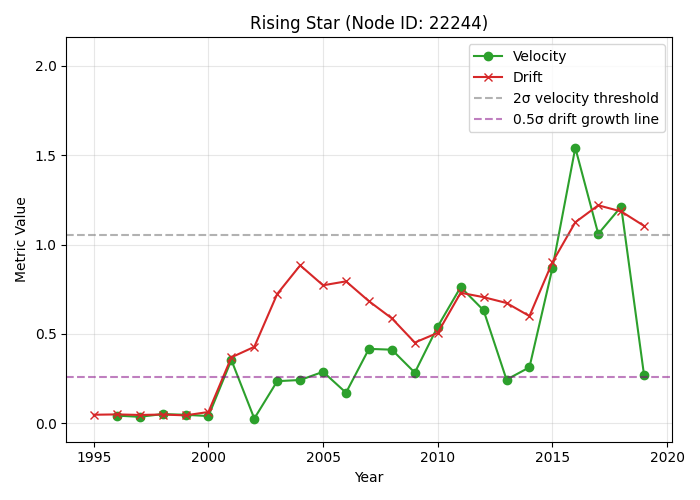 Rising Star (Node ID: 22244)
Velocity
Drift
2σ velocity threshold
0.5σ drift growth line
Metric Value
2.0
1.5
1.0
0.5
0.0
1995 2000 2005 2010 2015 2020
Year